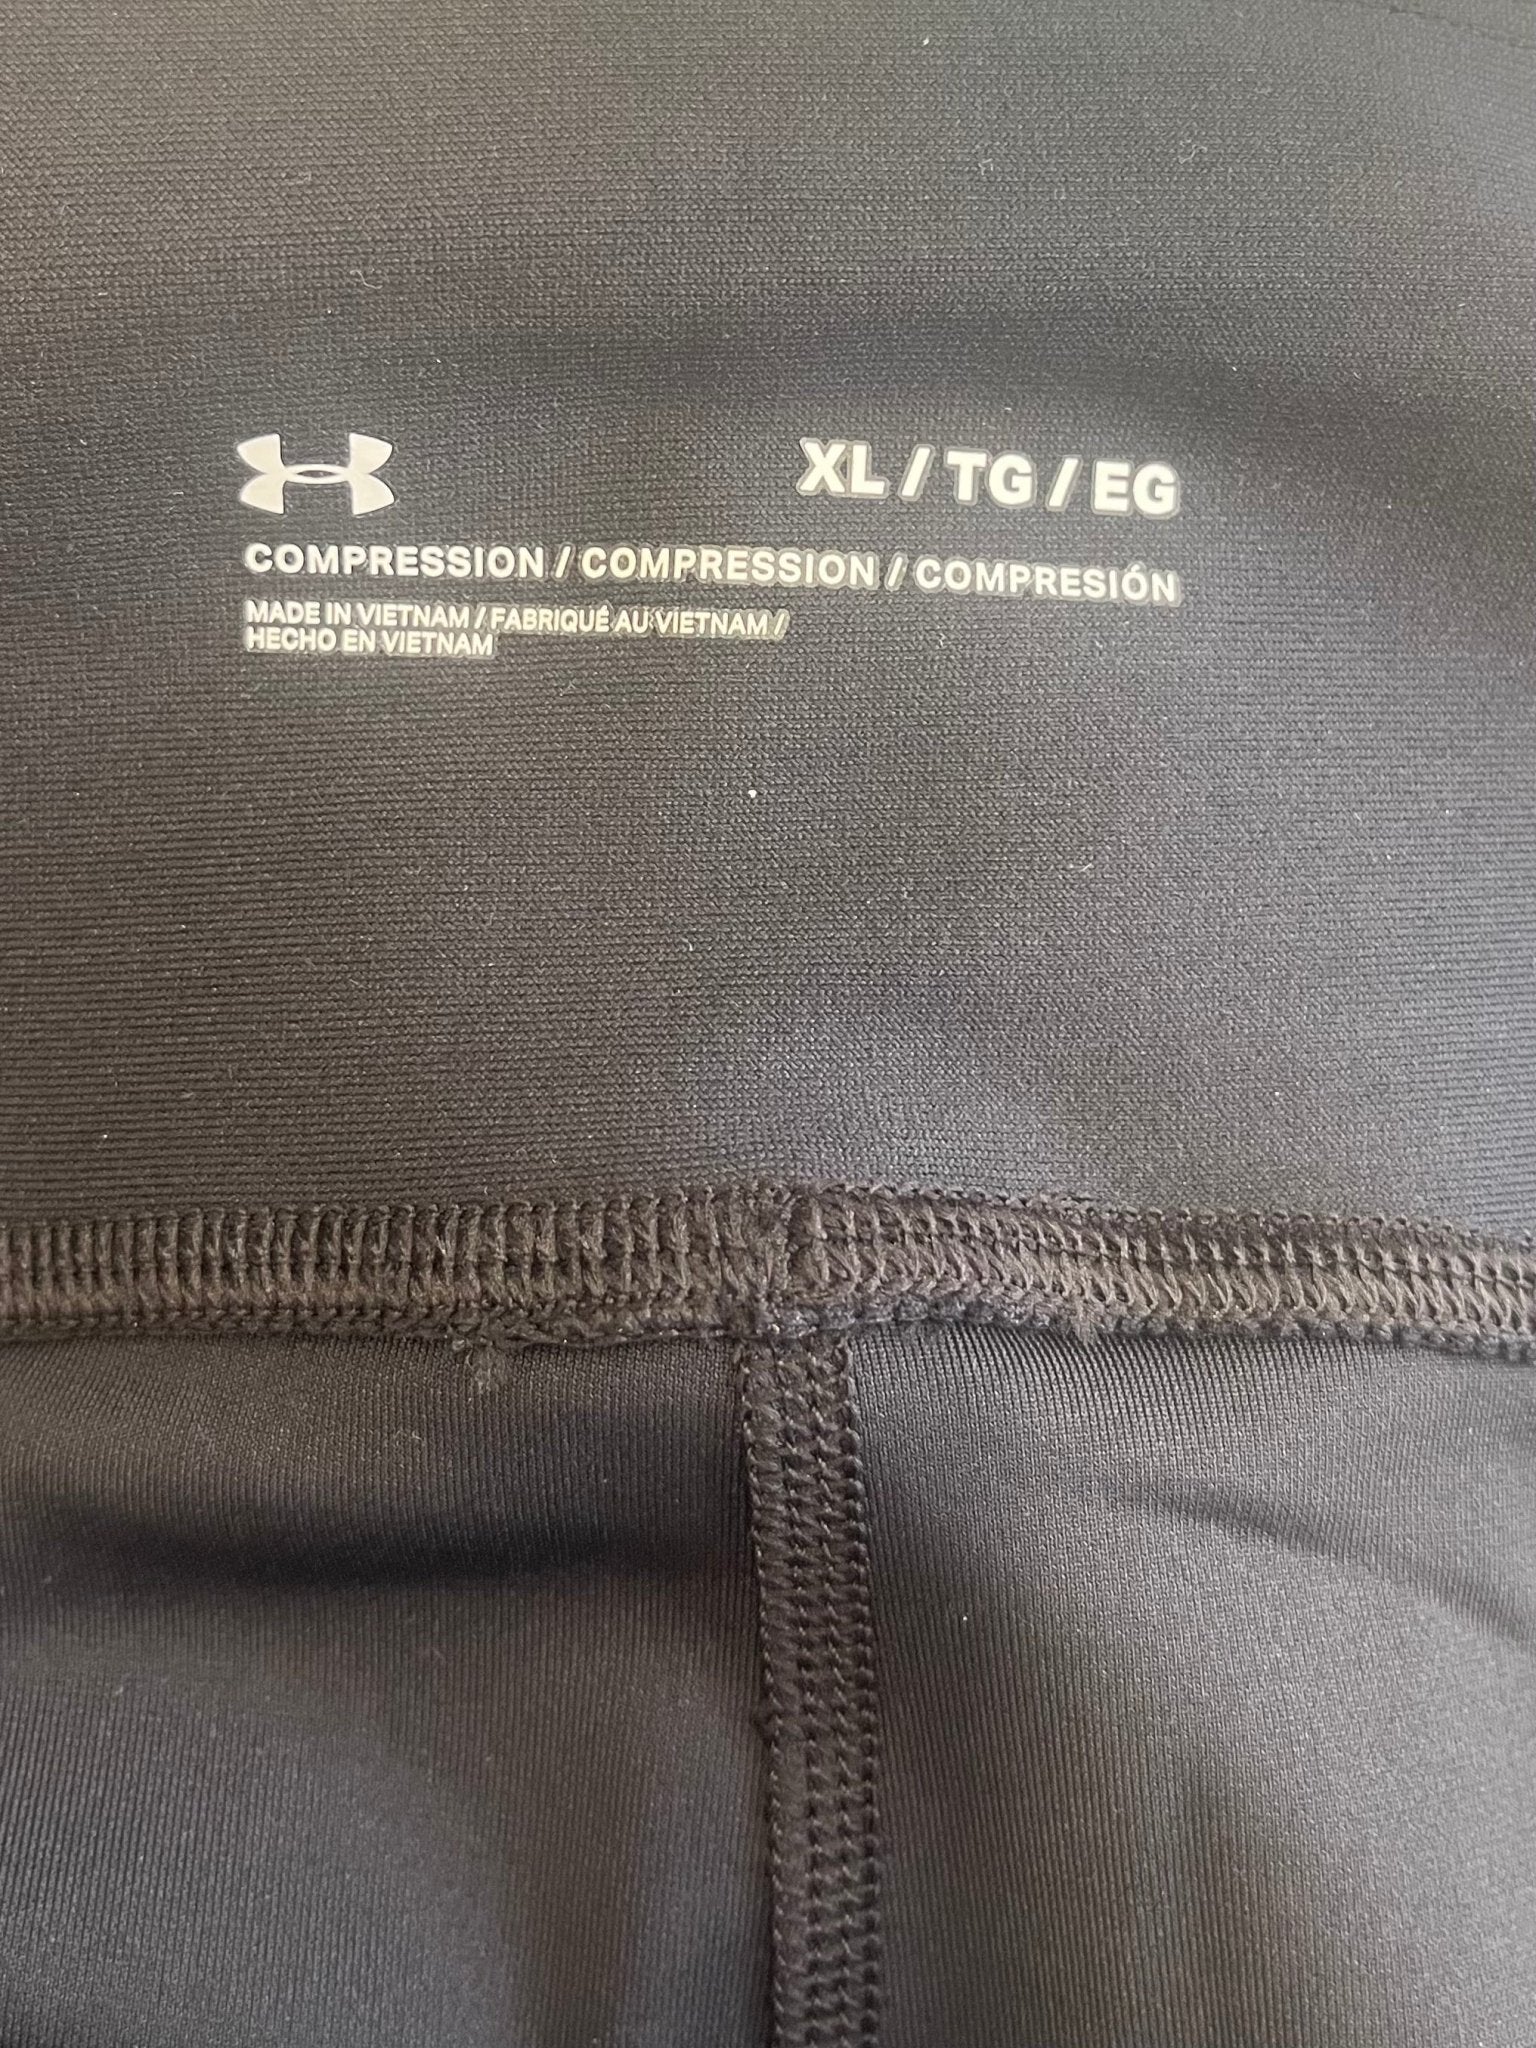 XL / TG / EG
COMPRESSION / COMPRESSION / COMPRESIÓN
MADE IN VIETNAM / FABRIQUÉ AU VIETNAM /
HECHO EN VIETNAM